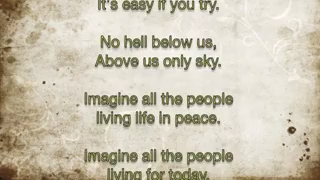 It's easy if you try.
No hell below us,
Above us only sky.
Imagine all the people
living life in peace.
Imagine all the people
living for today.